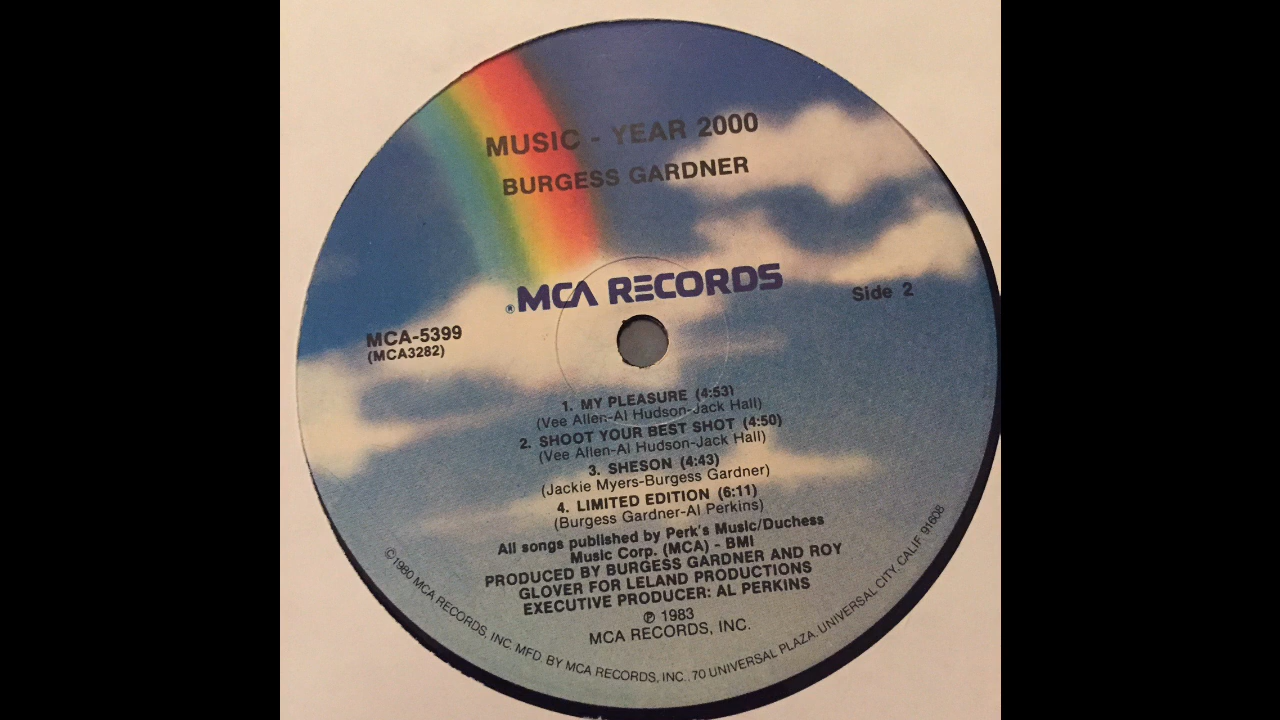 MUSIC - YEAR 2000
BURGESS GARDNER
® MCA RECORDS
Side 2
MCA-5399
(MCA3282)
1. MY PLEASURE (4:53)
(Vee Allen-Al Hudson-Jack Hall)
2. SHOOT YOUR BEST SHOT (4:50)
(Vee Allen-Al Hudson-Jack Hall)
3. SHESON (4:43)
(Jackie Myers-Burgess Gardner)
4. LIMITED EDITION (6:11)
(Burgess Gardner-Al Perkins)
All songs published by Perk's Music/Duchess
Music Corp. (MCA) - BMI
PRODUCED BY BURGESS GARDNER AND ROY
GLOVER FOR LELAND PRODUCTIONS
EXECUTIVE PRODUCER: AL PERKINS
℗ 1983
MCA RECORDS, INC.
©1980 MCA RECORDS, INC. MFD. BY MCA RECORDS, INC., 70 UNIVERSAL PLAZA, UNIVERSAL CITY, CALIF. 91608